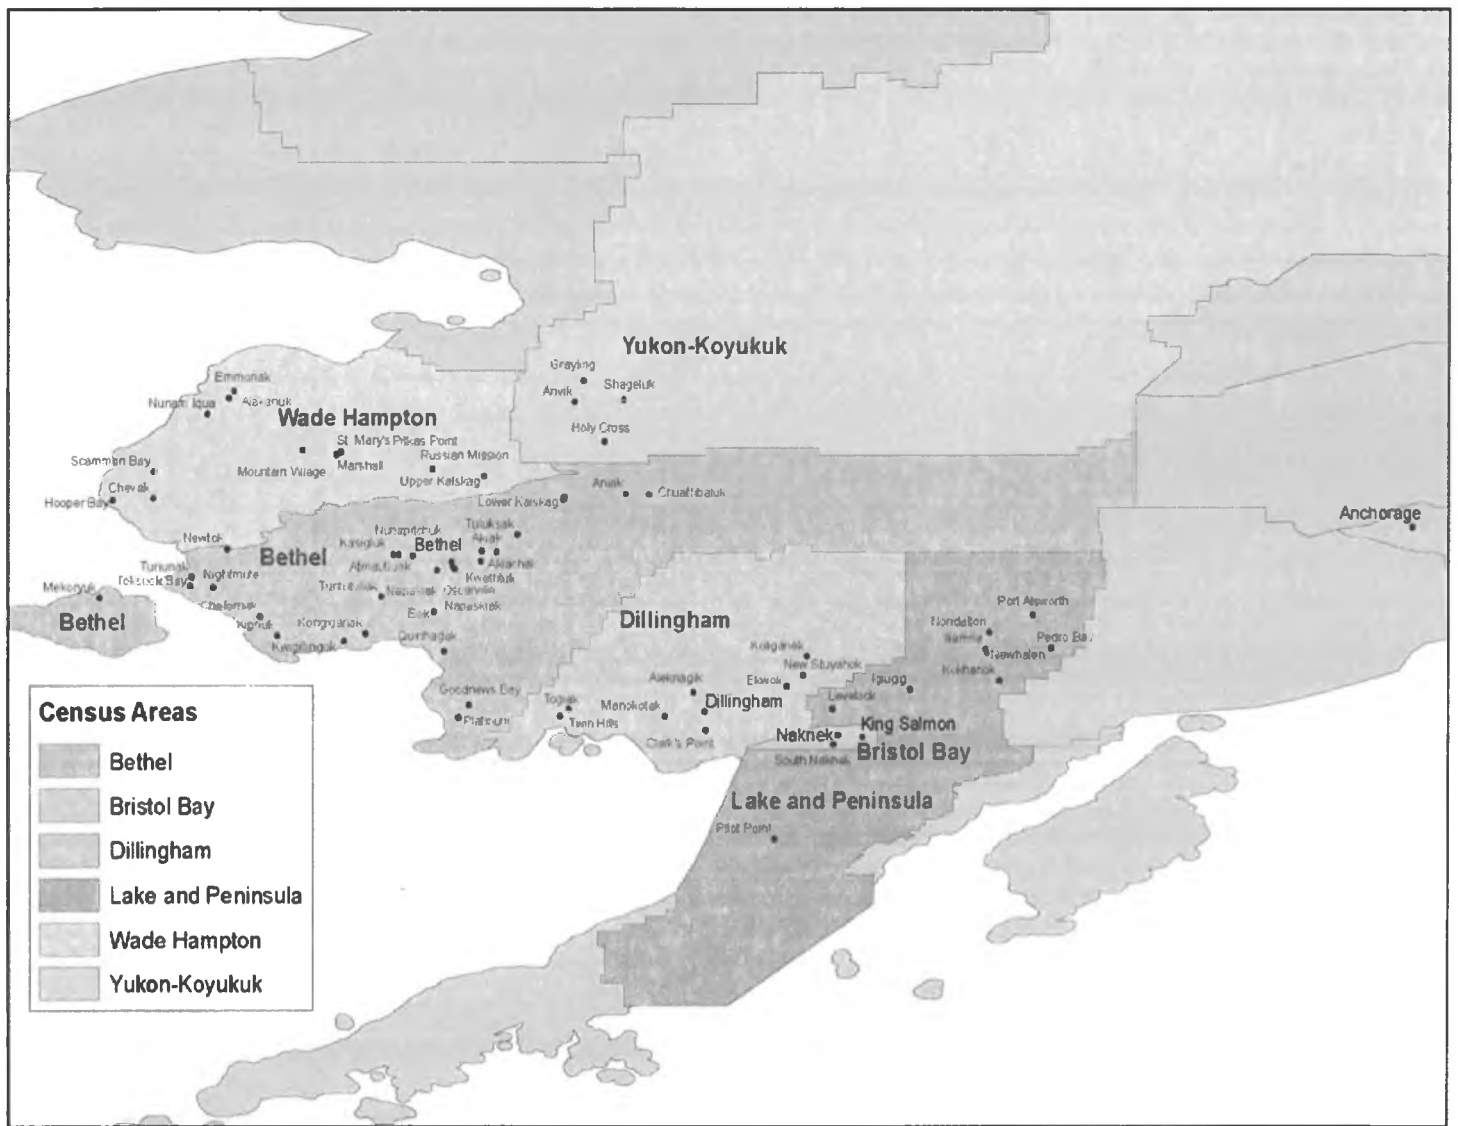 Yukon-Koyukuk
Grayling
Shageluk
Anvik
Holy Cross
Emmonak
Nunam Iqua
Wade Hampton
St. Mary's Pitkas Point
Marshall
Mountain Village
Russian Mission
Upper Kalskag
Scammon Bay
Chevak
Hooper Bay
Lower Kalskag
Aniak
Chuathbaluk
Anchorage
Newtok
Nunapitchuk
Tuluksak
Kasigluk
Bethel
Bethel
Akiak
Akiachak
Atmautluak
Kwethluk
Tununak
Toksook Bay
Nightmute
Mekoryuk
Tuntutuliak
Napakiak
Oscarville
Napaskiak
Eek
Bethel
Chefornak
Kipnuk
Kongiganak
Kwigillingok
Quinhagak
Dillingham
Port Alsworth
Nondalton
Iliamna
Newhalen
Pedro Bay
Kokhanok
Koliganek
New Stuyahok
Ekwok
Igiugig
Levelock
Aleknagik
Dillingham
Goodnews Bay
Platinum
Togiak
Twin Hills
Manokotak
Clark's Point
Naknek
King Salmon
South Naknek
Bristol Bay
Lake and Peninsula
Pilot Point
Census Areas
Bethel
Bristol Bay
Dillingham
Lake and Peninsula
Wade Hampton
Yukon-Koyukuk